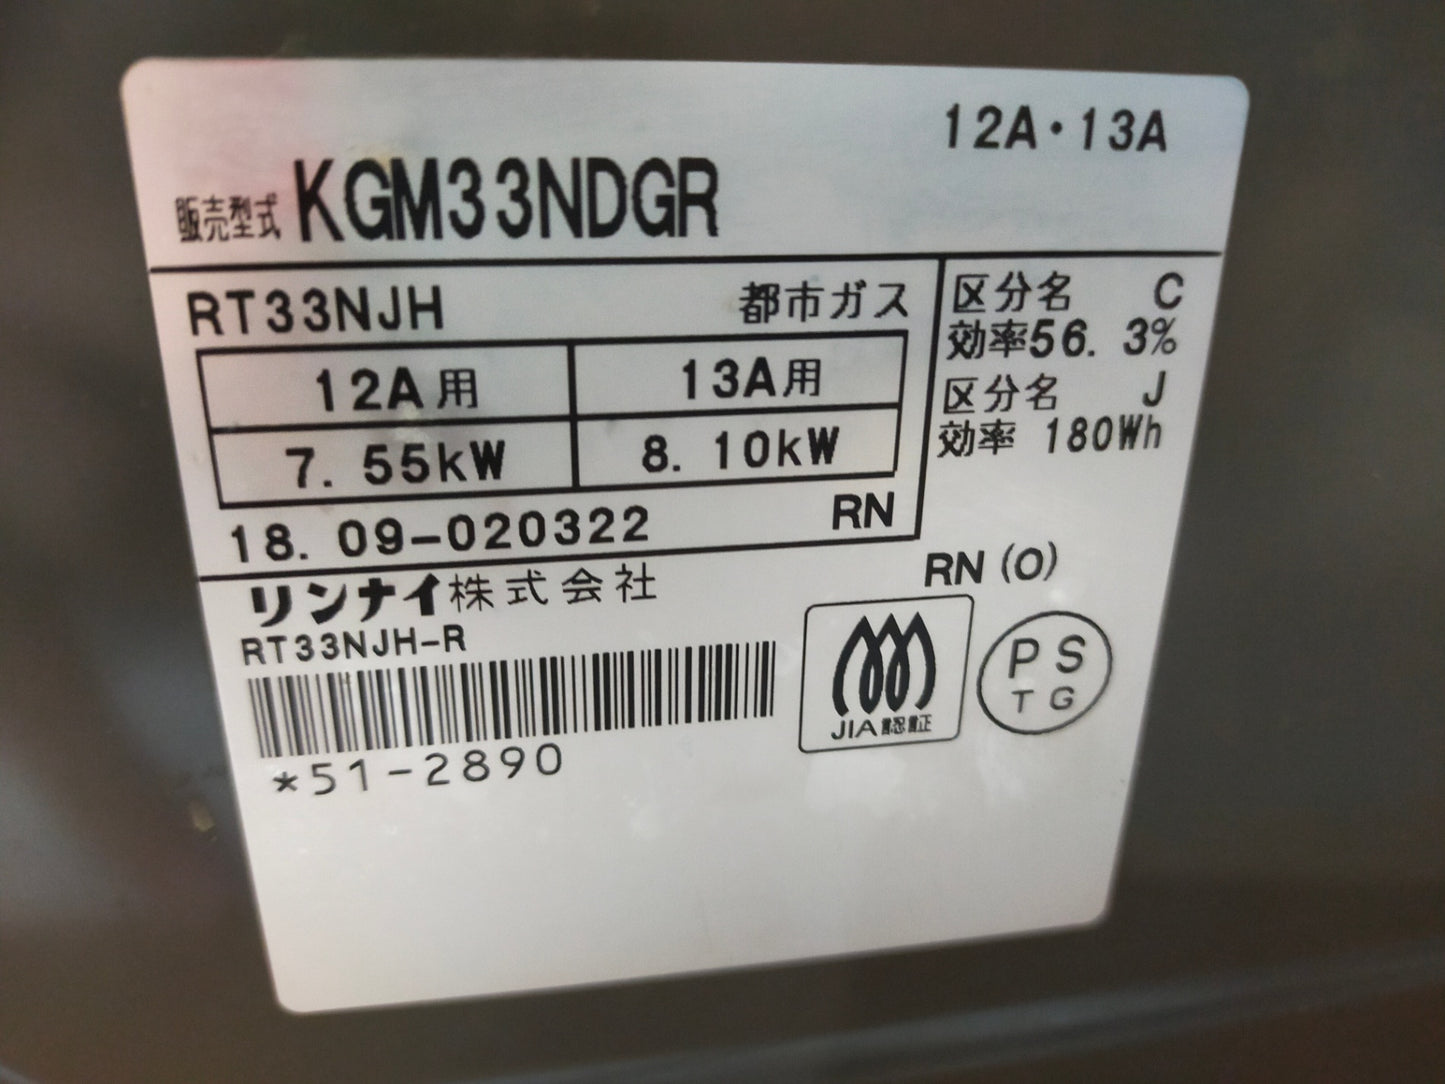 12A・13A
販売型式 KGM33NDGR
RT33NJH 都市ガス
12A用 13A用
7.55kW 8.10kW
18.09-020322 RN
区分名 C
効率56.3%
区分名 J
効率 180Wh
リンナイ株式会社
RT33NJH-R
*51-2890
RN(0)
JIA認証
PS
TG